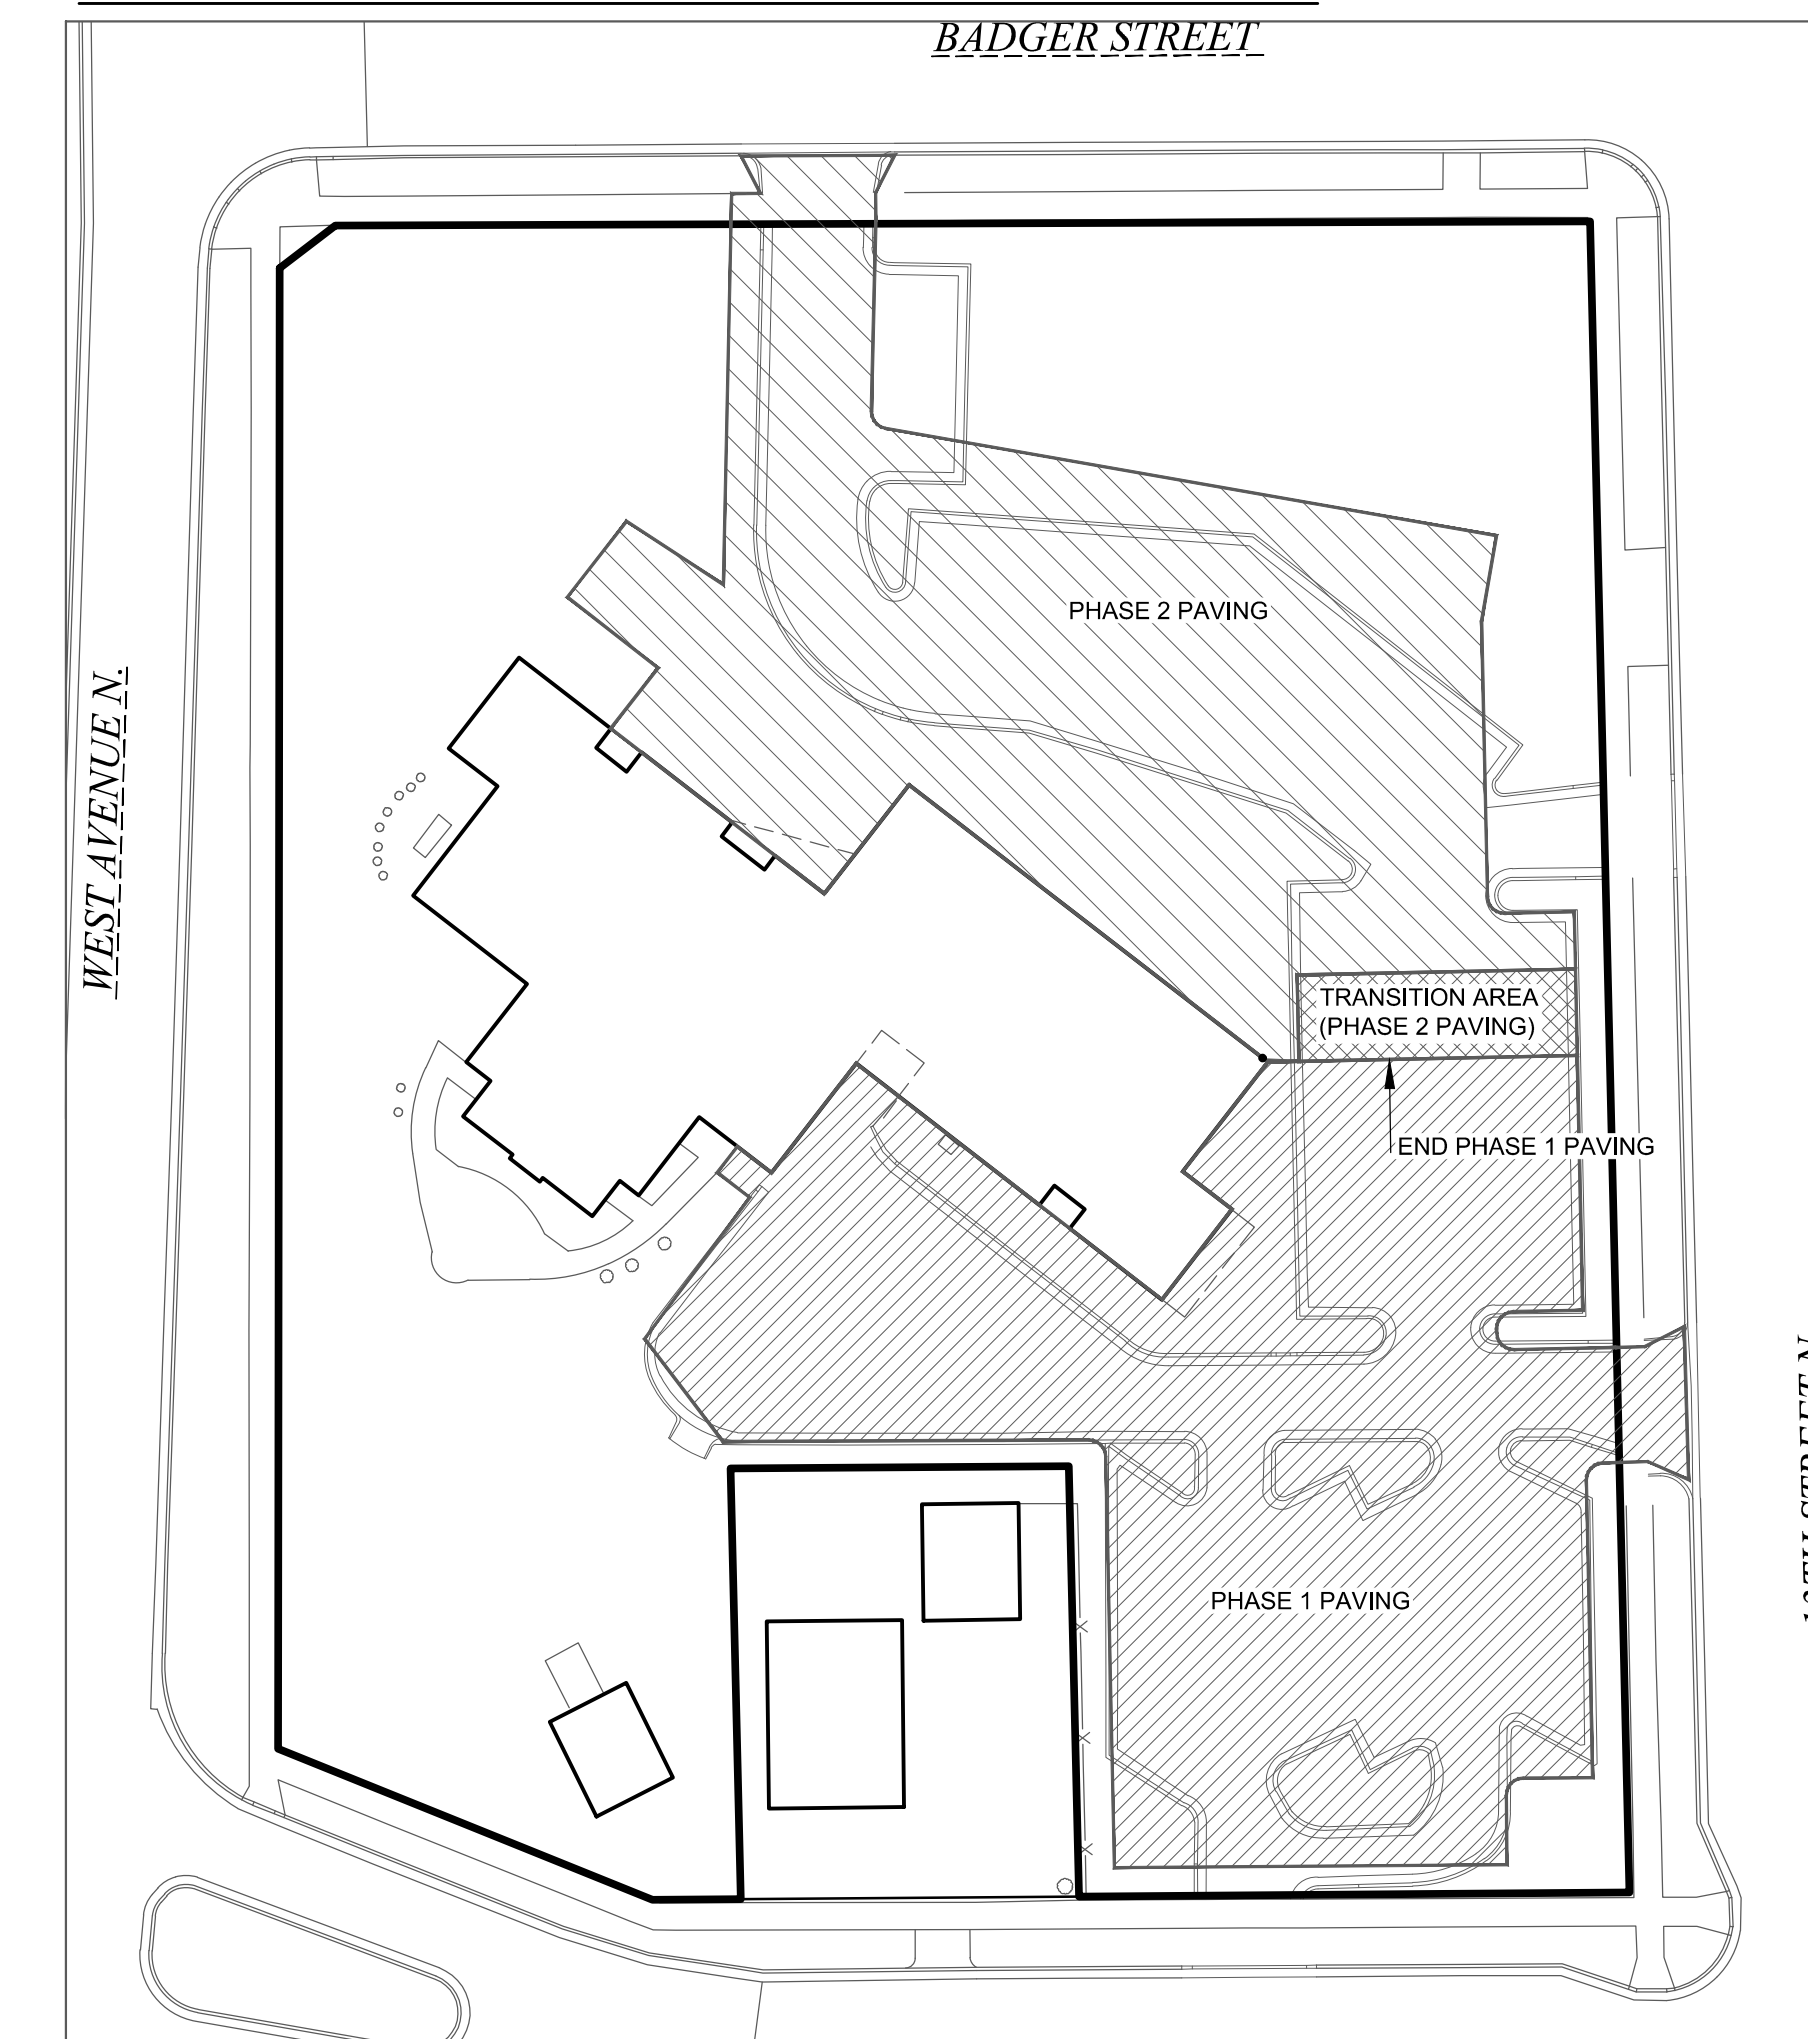 BADGER STREET
WEST AVENUE N.
PHASE 2 PAVING
TRANSITION AREA
(PHASE 2 PAVING)
END PHASE 1 PAVING
STREET N
PHASE 1 PAVING